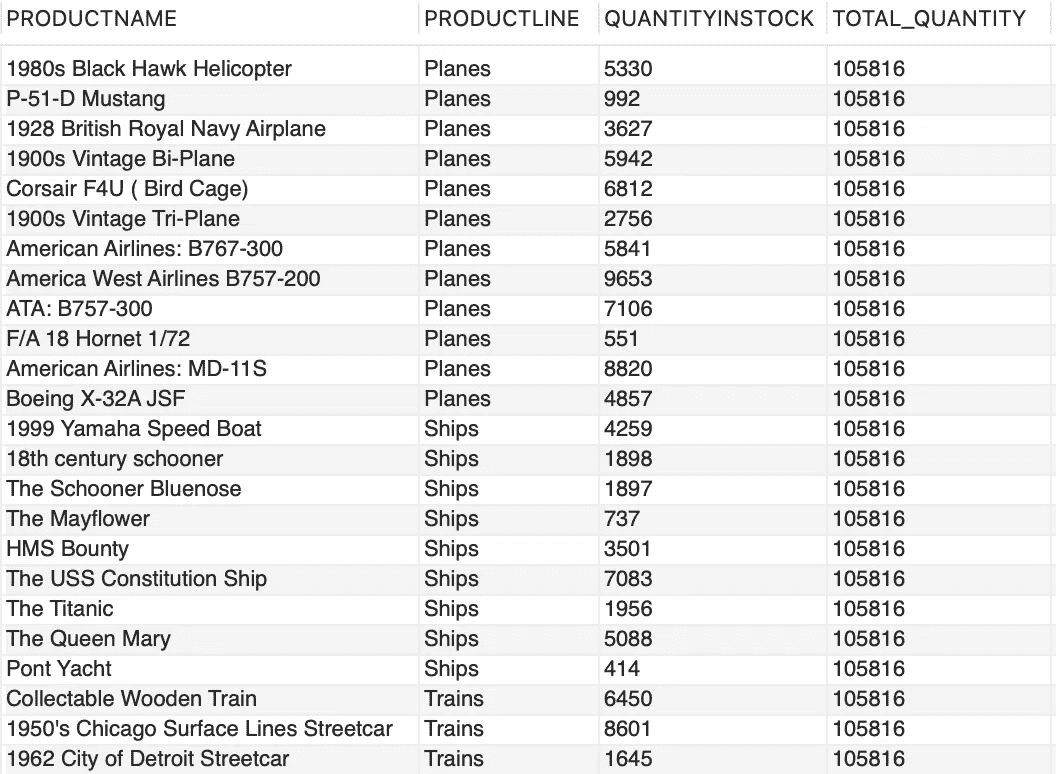 PRODUCTNAME PRODUCTLINE QUANTITYINSTOCK TOTAL_QUANTITY
1980s Black Hawk Helicopter Planes 5330 105816
P-51-D Mustang Planes 992 105816
1928 British Royal Navy Airplane Planes 3627 105816
1900s Vintage Bi-Plane Planes 5942 105816
Corsair F4U ( Bird Cage) Planes 6812 105816
1900s Vintage Tri-Plane Planes 2756 105816
American Airlines: B767-300 Planes 5841 105816
America West Airlines B757-200 Planes 9653 105816
ATA: B757-300 Planes 7106 105816
F/A 18 Hornet 1/72 Planes 551 105816
American Airlines: MD-11S Planes 8820 105816
Boeing X-32A JSF Planes 4857 105816
1999 Yamaha Speed Boat Ships 4259 105816
18th century schooner Ships 1898 105816
The Schooner Bluenose Ships 1897 105816
The Mayflower Ships 737 105816
HMS Bounty Ships 3501 105816
The USS Constitution Ship Ships 7083 105816
The Titanic Ships 1956 105816
The Queen Mary Ships 5088 105816
Pont Yacht Ships 414 105816
Collectable Wooden Train Trains 6450 105816
1950's Chicago Surface Lines Streetcar Trains 8601 105816
1962 City of Detroit Streetcar Trains 1645 105816